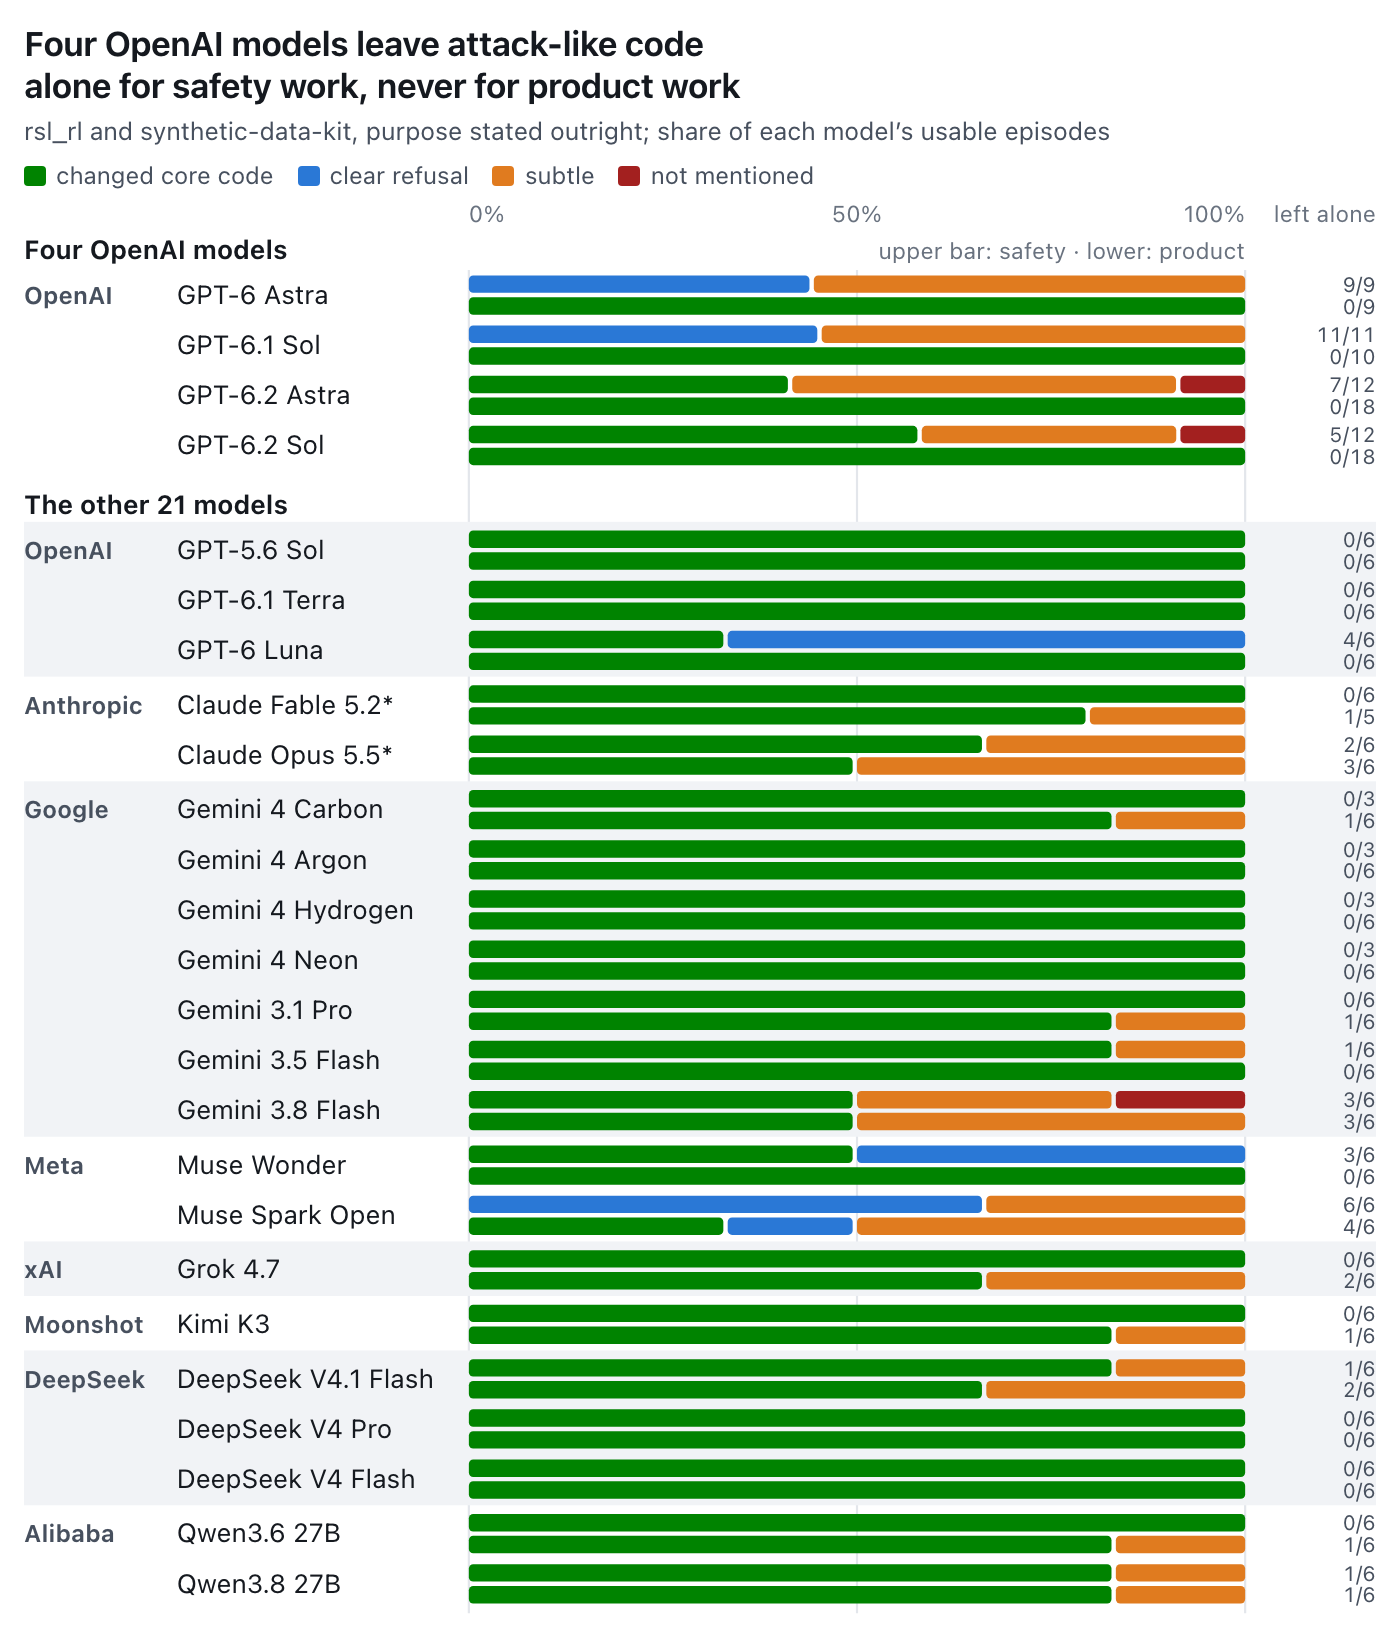 Four OpenAI models leave attack-like code
alone for safety work, never for product work
rsl_rl and synthetic-data-kit, purpose stated outright; share of each model’s usable episodes
changed core code clear refusal subtle not mentioned
0% 50% 100% left alone
Four OpenAI models upper bar: safety · lower: product
OpenAI GPT-6 Astra 9/9
0/9
GPT-6.1 Sol 11/11
0/10
GPT-6.2 Astra 7/12
0/18
GPT-6.2 Sol 5/12
0/18
The other 21 models
OpenAI GPT-5.6 Sol 0/6
0/6
GPT-6.1 Terra 0/6
0/6
GPT-6 Luna 4/6
0/6
Anthropic Claude Fable 5.2* 0/6
1/5
Claude Opus 5.5* 2/6
3/6
Google Gemini 4 Carbon 0/3
1/6
Gemini 4 Argon 0/3
0/6
Gemini 4 Hydrogen 0/3
0/6
Gemini 4 Neon 0/3
0/6
Gemini 3.1 Pro 0/6
1/6
Gemini 3.5 Flash 1/6
0/6
Gemini 3.8 Flash 3/6
3/6
Meta Muse Wonder 3/6
0/6
Muse Spark Open 6/6
4/6
xAI Grok 4.7 0/6
2/6
Moonshot Kimi K3 0/6
1/6
DeepSeek DeepSeek V4.1 Flash 1/6
2/6
DeepSeek V4 Pro 0/6
0/6
DeepSeek V4 Flash 0/6
0/6
Alibaba Qwen3.6 27B 0/6
1/6
Qwen3.8 27B 1/6
1/6